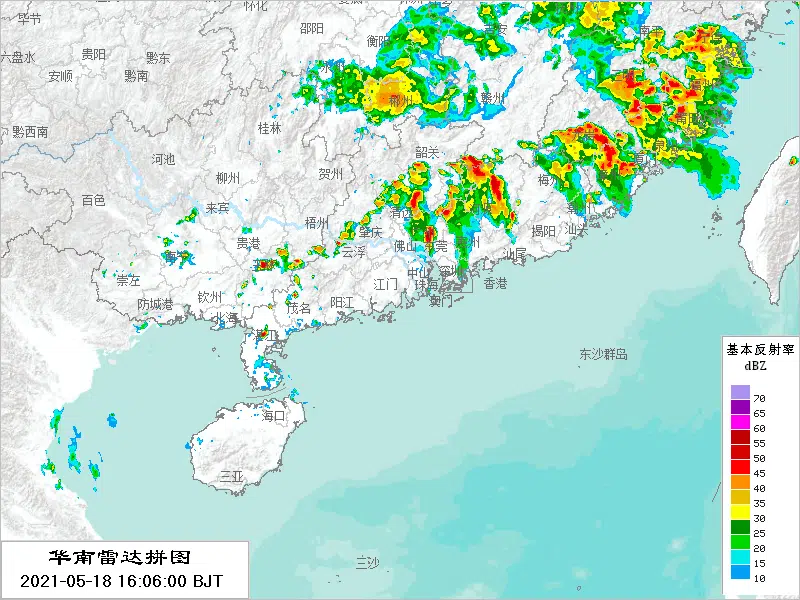 毕节
怀化
邵阳
衡阳
吉安
南平
六盘水
贵阳
黔东
安顺
黔南
郴州
赣州
黔西南
桂林
河池
韶关
贺州
柳州
百色
来宾
梧州
清远
肇庆
揭阳
汕头
贵港
云浮
佛山
汕尾
崇左
江门
中山
深圳
珠海
香港
澳门
钦州
防城港
北海
茂名
阳江
湛江
东沙群岛
海口
三亚
三沙
基本反射率
dBZ
70
65
60
55
50
45
40
35
30
25
20
15
10
华南雷达拼图
2021-05-18 16:06:00 BJT